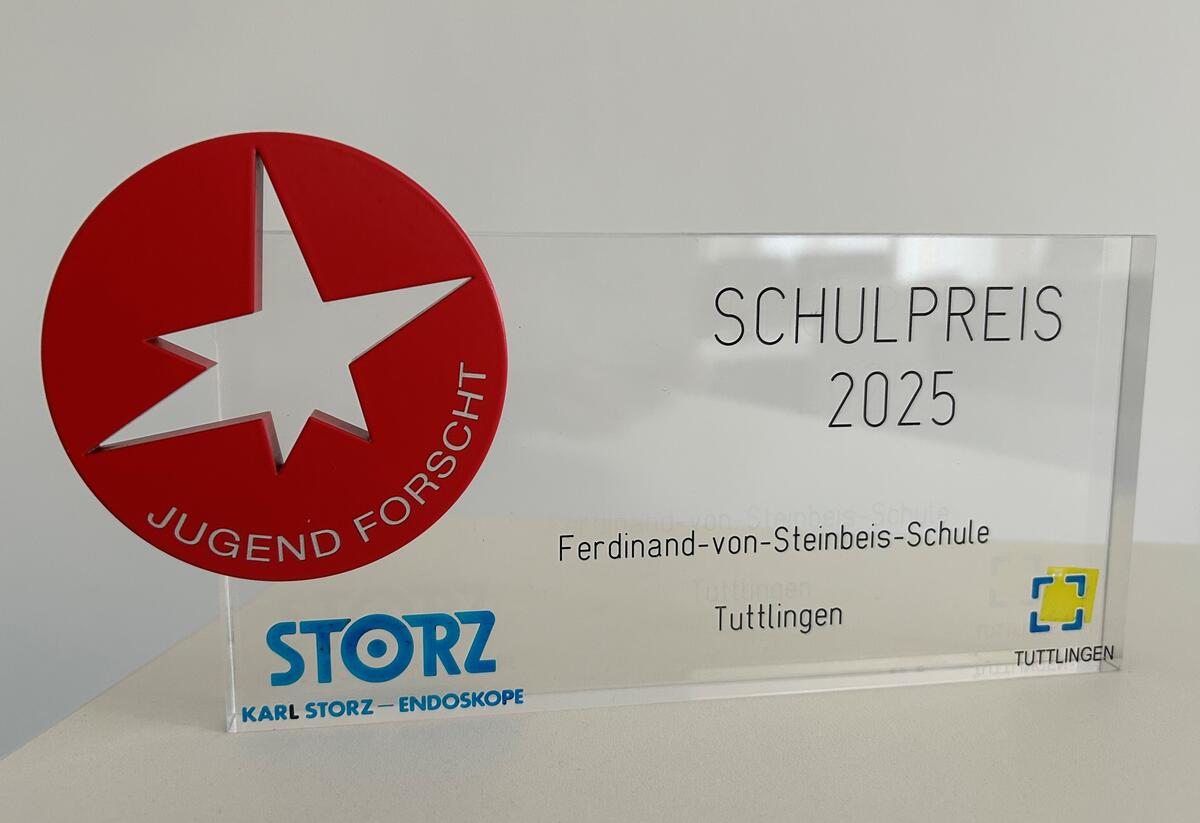 JUGEND FORSCHT
SCHULPREIS
2025
Ferdinand-von-Steinbeis-Schule
Tuttlingen
STORZ
KARL STORZ — ENDOSKOPE
TUTTLINGEN